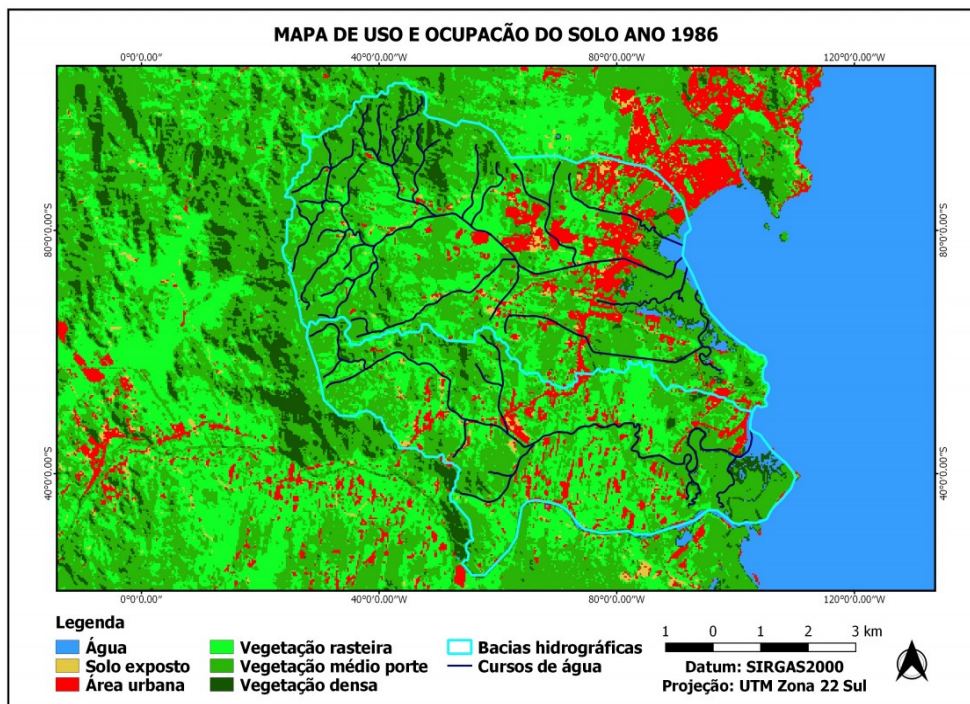 MAPA DE USO E OCUPACÃO DO SOLO ANO 1986
0°0.0.00" 40°0.0.00"W 80°0.0.00"W 120°0.0.00"W
80°0.0.00"S 80°0.0.00"S
40°0.0.00"S 40°0.0.00"S
0°0.0.00" 40°0.0.00"W 80°0.0.00"W 120°0.0.00"W
Legenda
Água
Solo exposto
Área urbana
Vegetação rasteira
Vegetação médio porte
Vegetação densa
Bacias hidrográficas
Cursos de água
1 0 1 2 3 km
Datum: SIRGAS2000
Projeção: UTM Zona 22 Sul